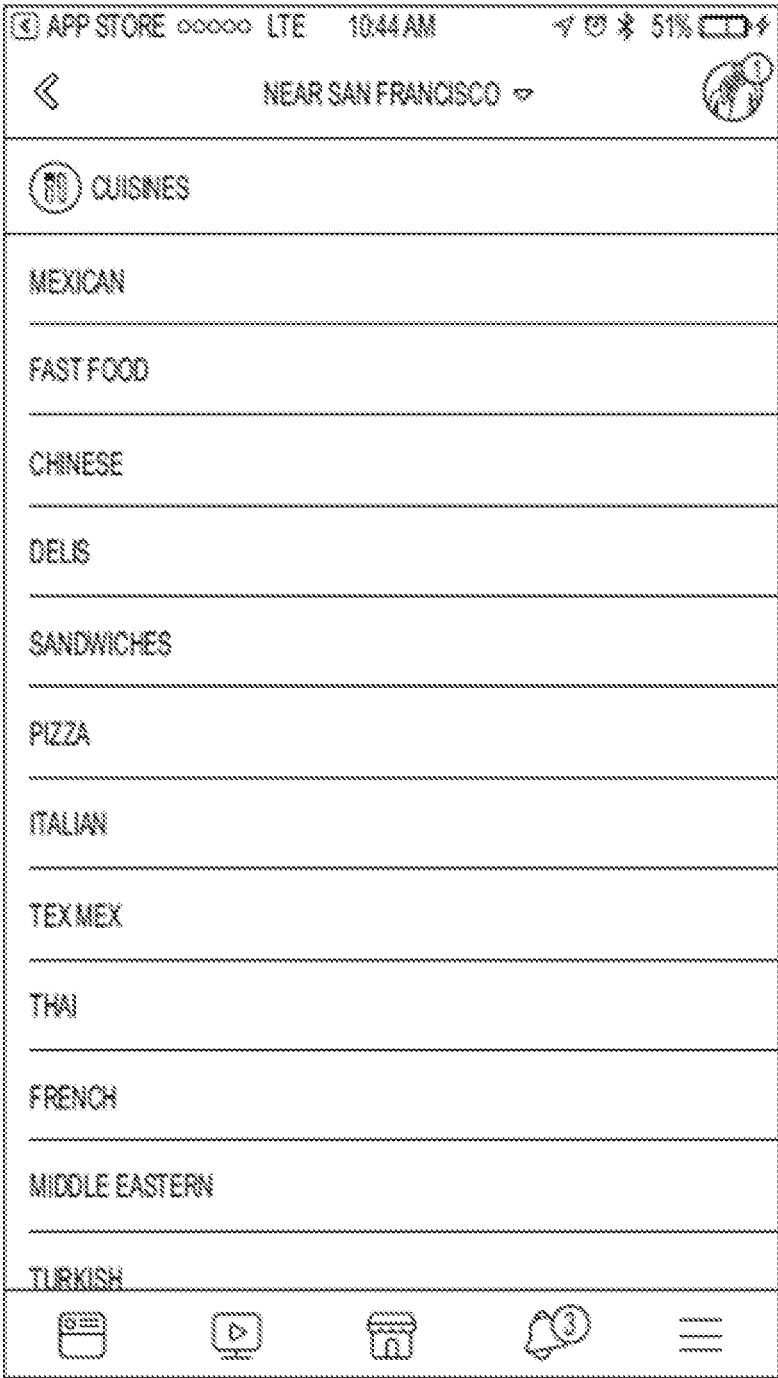 APP STORE ooooo LTE 10:44 AM 51%
NEAR SAN FRANCISCO 1
CUISINES
MEXICAN
FAST FOOD
CHINESE
DELIS
SANDWICHES
PIZZA
ITALIAN
TEX MEX
THAI
FRENCH
MIDDLE EASTERN
TURKISH
3